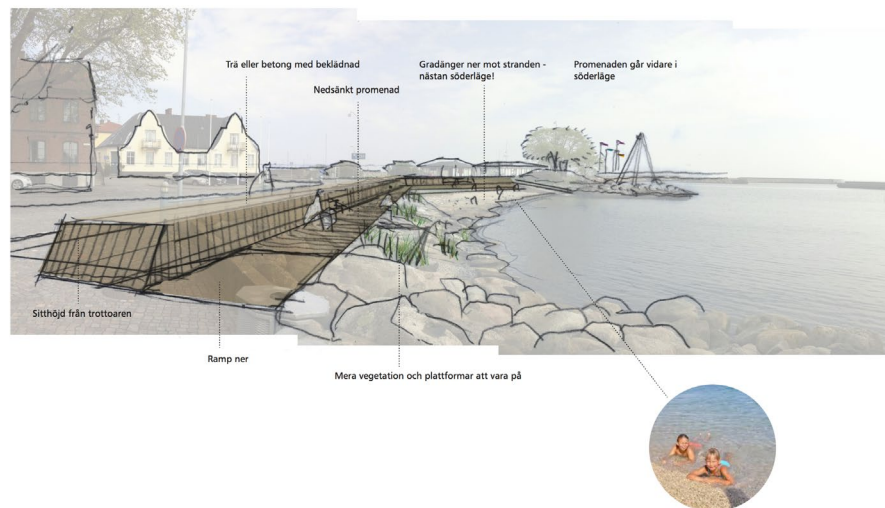 Trä eller betong med beklädnad
Nedsänkt promenad
Gradänger ner mot stranden -
nästan söderläge!
Promenaden går vidare i
söderläge
Sitthöjd från trottoaren
Ramp ner
Mera vegetation och plattformar att vara på